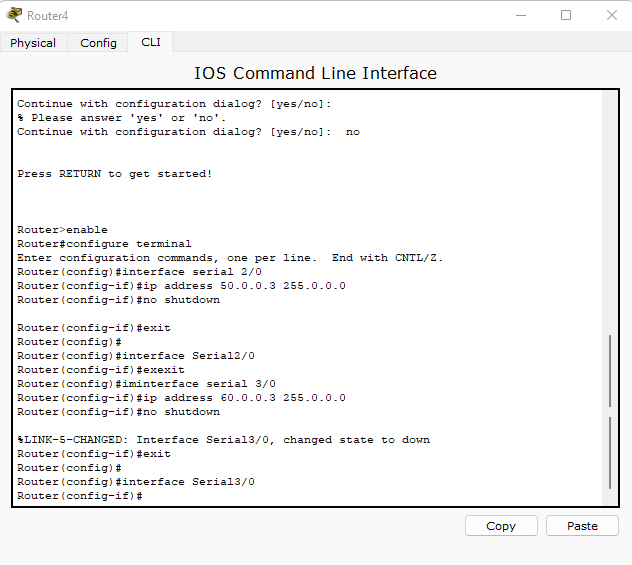 Router4
Physical Config CLI
IOS Command Line Interface
Continue with configuration dialog? [yes/no]:
% Please answer 'yes' or 'no'.
Continue with configuration dialog? [yes/no]:  no
Press RETURN to get started!
Router>enable
Router#configure terminal
Enter configuration commands, one per line.  End with CNTL/Z.
Router(config)#interface serial 2/0
Router(config-if)#ip address 50.0.0.3 255.0.0.0
Router(config-if)#no shutdown
Router(config-if)#exit
Router(config)#
Router(config)#interface Serial2/0
Router(config-if)#exexit
Router(config)#iminterface serial 3/0
Router(config-if)#ip address 60.0.0.3 255.0.0.0
Router(config-if)#no shutdown
%LINK-5-CHANGED: Interface Serial3/0, changed state to down
Router(config-if)#exit
Router(config)#
Router(config)#interface Serial3/0
Router(config-if)#
Copy Paste